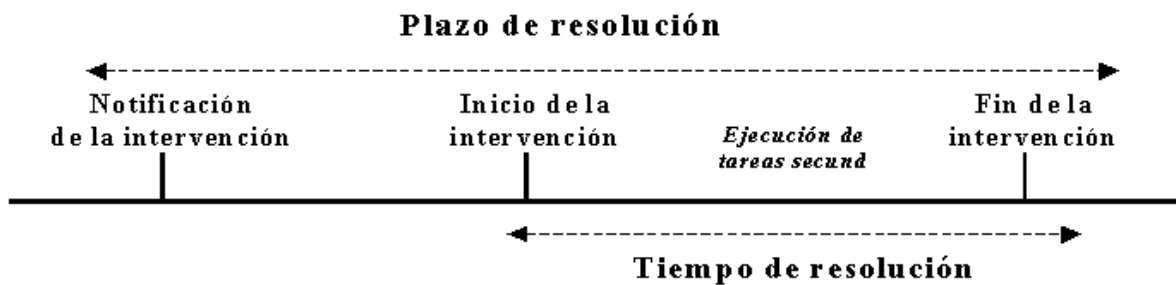 Plazo de resolución
Notificación
de la intervención
Inicio de la
intervención
Ejecución de
tareas secund
Fin de la
intervención
Tiempo de resolución